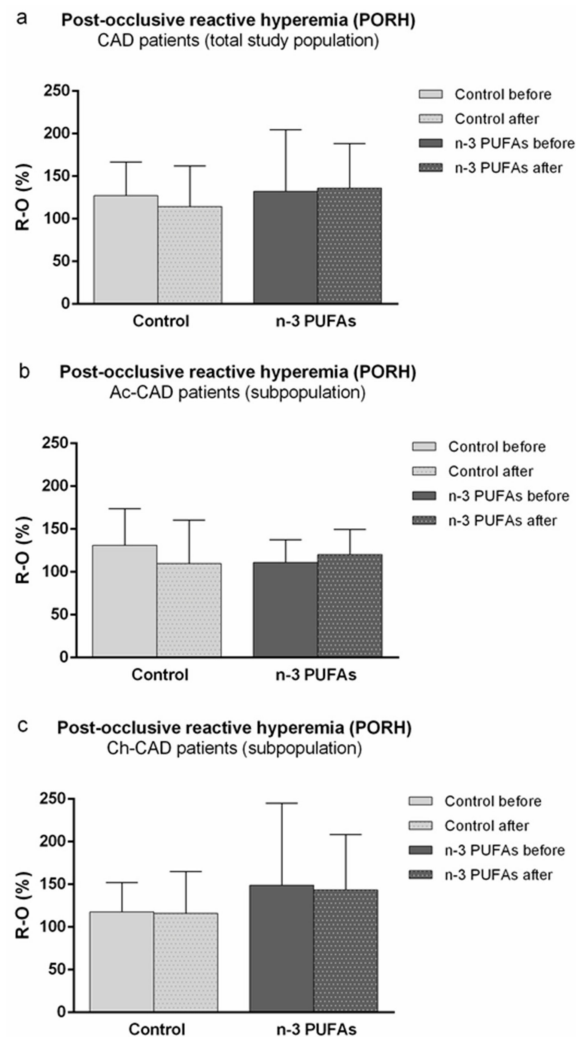 a
Post-occlusive reactive hyperemia (PORH)
CAD patients (total study population)
250
200
150
100
50
0
R-O (%)
Control
n-3 PUFAs
Control before
Control after
n-3 PUFAs before
n-3 PUFAs after
b
Post-occlusive reactive hyperemia (PORH)
Ac-CAD patients (subpopulation)
250
200
150
100
50
0
R-O (%)
Control
n-3 PUFAs
Control before
Control after
n-3 PUFAs before
n-3 PUFAs after
c
Post-occlusive reactive hyperemia (PORH)
Ch-CAD patients (subpopulation)
250
200
150
100
50
0
R-O (%)
Control
n-3 PUFAs
Control before
Control after
n-3 PUFAs before
n-3 PUFAs after